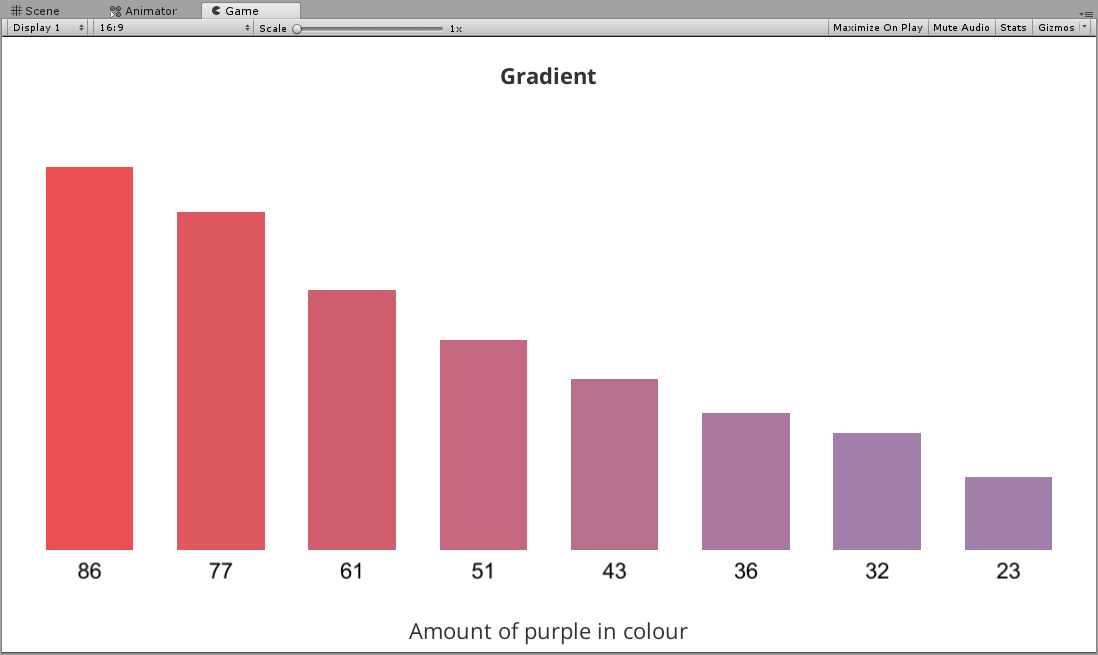 Scene Animator Game
Display 1 16:9 Scale 1x Maximize On Play Mute Audio Stats Gizmos
Gradient
86 77 61 51 43 36 32 23
Amount of purple in colour